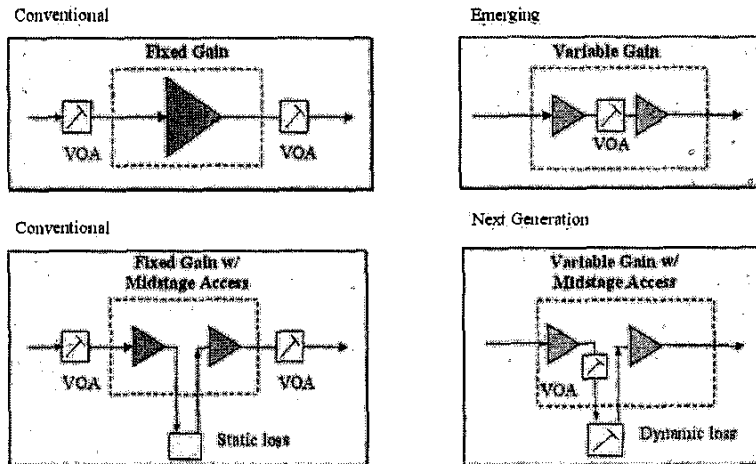 Conventional
Fixed Gain
VOA
VOA
Emerging
Variable Gain
VOA
Conventional
Fixed Gain w/
Midstage Access
VOA
VOA
Static loss
Next Generation
Variable Gain w/
Midstage Access
VOA
Dynamic loss